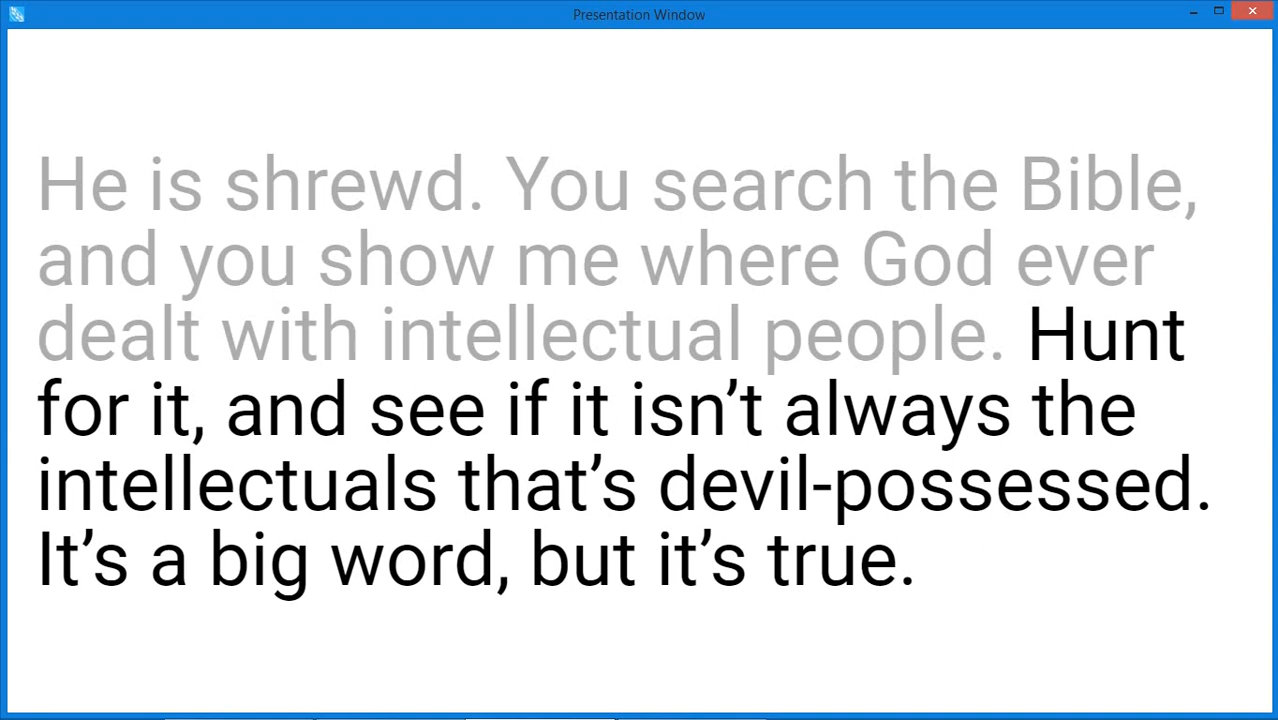 Presentation Window
He is shrewd. You search the Bible,
and you show me where God ever
dealt with intellectual people. Hunt
for it, and see if it isn’t always the
intellectuals that’s devil-possessed.
It’s a big word, but it’s true.